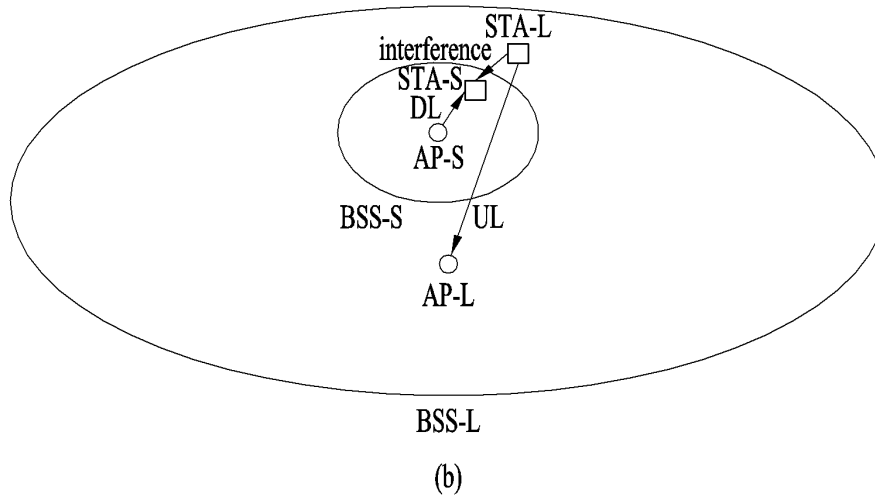 STA-L
interference
STA-S
DL
AP-S
BSS-S
UL
AP-L
BSS-L
(b)